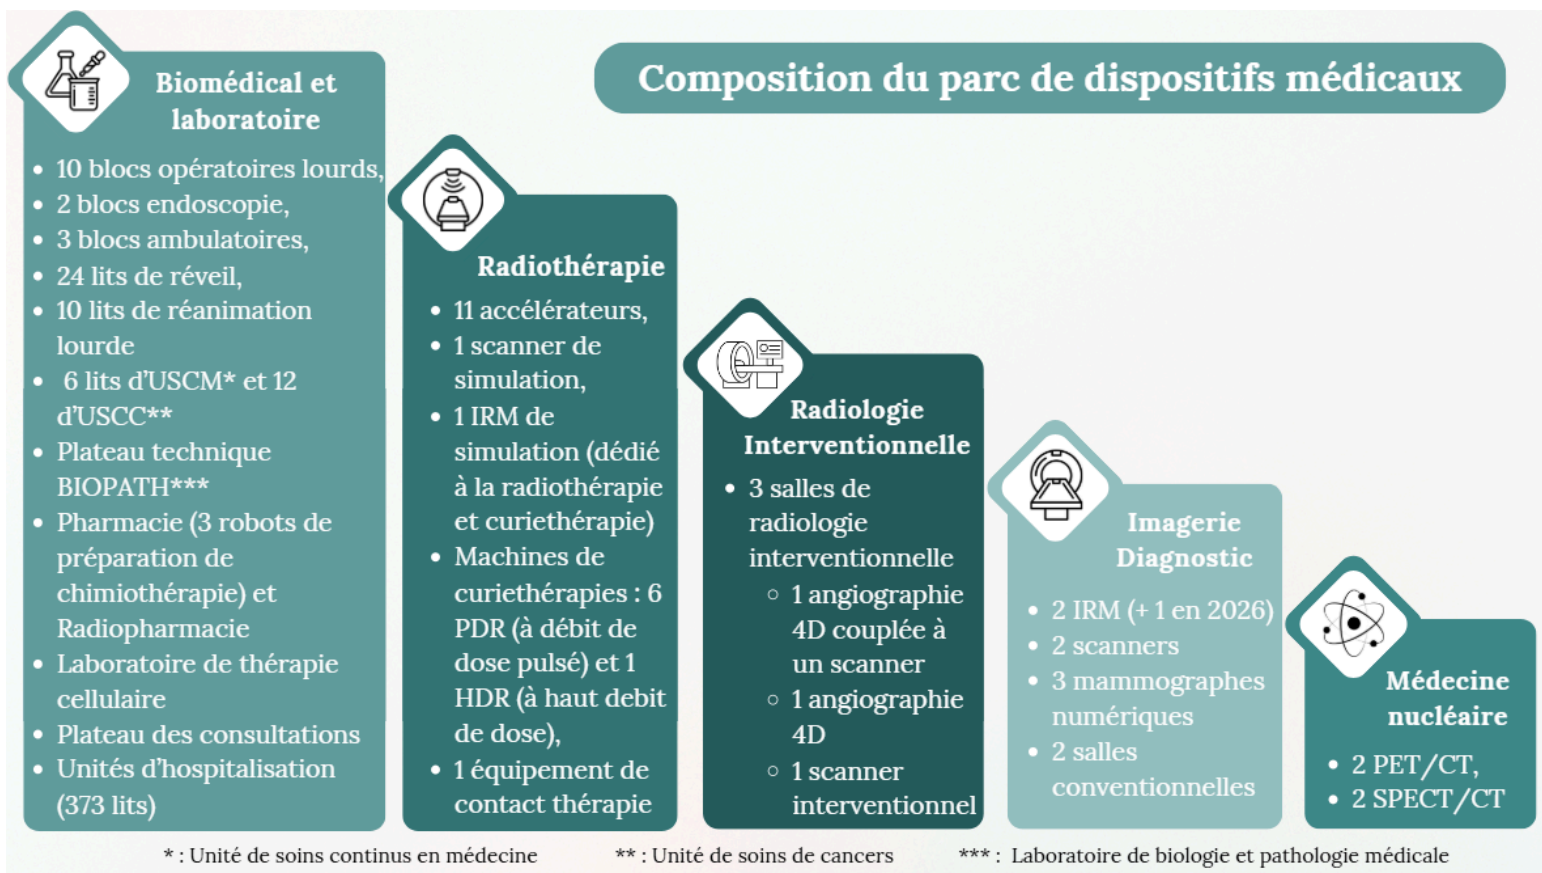 Composition du parc de dispositifs médicaux
Biomédical et
laboratoire
• 10 blocs opératoires lourds,
• 2 blocs endoscopie,
• 3 blocs ambulatoires,
• 24 lits de réveil,
• 10 lits de réanimation
lourde
• 6 lits d'USCM* et 12
d'USCC**
• Plateau technique
BIOPATH***
• Pharmacie (3 robots de
préparation de
chimiothérapie) et
Radiopharmacie
• Laboratoire de thérapie
cellulaire
• Plateau des consultations
• Unités d'hospitalisation
(373 lits)
Radiothérapie
• 11 accélérateurs,
• 1 scanner de
simulation,
• 1 IRM de
simulation (dédié
à la radiothérapie
et curiethérapie)
• Machines de
curiethérapies : 6
PDR (à débit de
dose pulsé) et 1
HDR (à haut debit
de dose),
• 1 équipement de
contact thérapie
Radiologie
Interventionnelle
• 3 salles de
radiologie
interventionnelle
○ 1 angiographie
4D couplée à
un scanner
○ 1 angiographie
4D
○ 1 scanner
interventionnel
Imagerie
Diagnostic
• 2 IRM (+ 1 en 2026)
• 2 scanners
• 3 mammographes
numériques
• 2 salles
conventionnelles
Médecine
nucléaire
• 2 PET/CT,
• 2 SPECT/CT
* : Unité de soins continus en médecine
** : Unité de soins de cancers
*** : Laboratoire de biologie et pathologie médicale